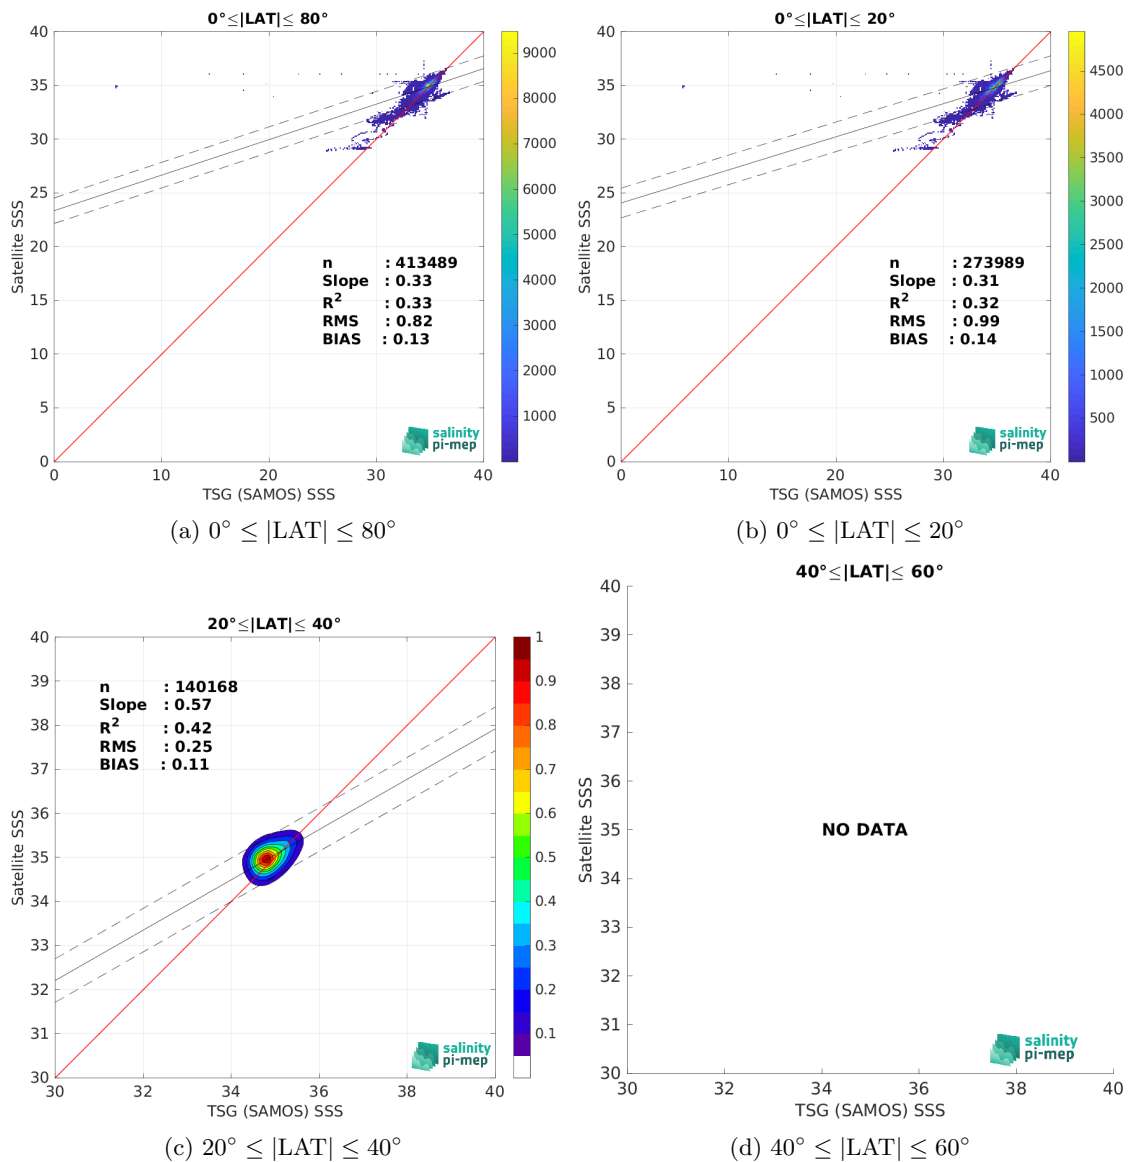 0°≤|LAT|≤ 80°
40
35
30
25
20
15
10
5
0
Satellite SSS
n : 413489
Slope : 0.33
R² : 0.33
RMS : 0.82
BIAS : 0.13
salinity
pi-mep
0 10 20 30 40
TSG (SAMOS) SSS
9000
8000
7000
6000
5000
4000
3000
2000
1000
(a) 0° ≤ |LAT| ≤ 80°
0°≤|LAT|≤ 20°
40
35
30
25
20
15
10
5
0
Satellite SSS
n : 273989
Slope : 0.31
R² : 0.32
RMS : 0.99
BIAS : 0.14
salinity
pi-mep
0 10 20 30 40
TSG (SAMOS) SSS
4500
4000
3500
3000
2500
2000
1500
1000
500
(b) 0° ≤ |LAT| ≤ 20°
20°≤|LAT|≤ 40°
40
39
38
37
36
35
34
33
32
31
30
Satellite SSS
n : 140168
Slope : 0.57
R² : 0.42
RMS : 0.25
BIAS : 0.11
salinity
pi-mep
30 32 34 36 38 40
TSG (SAMOS) SSS
1
0.9
0.8
0.7
0.6
0.5
0.4
0.3
0.2
0.1
(c) 20° ≤ |LAT| ≤ 40°
40°≤|LAT|≤ 60°
40
39
38
37
36
35
34
33
32
31
30
Satellite SSS
NO DATA
salinity
pi-mep
30 32 34 36 38 40
TSG (SAMOS) SSS
(d) 40° ≤ |LAT| ≤ 60°